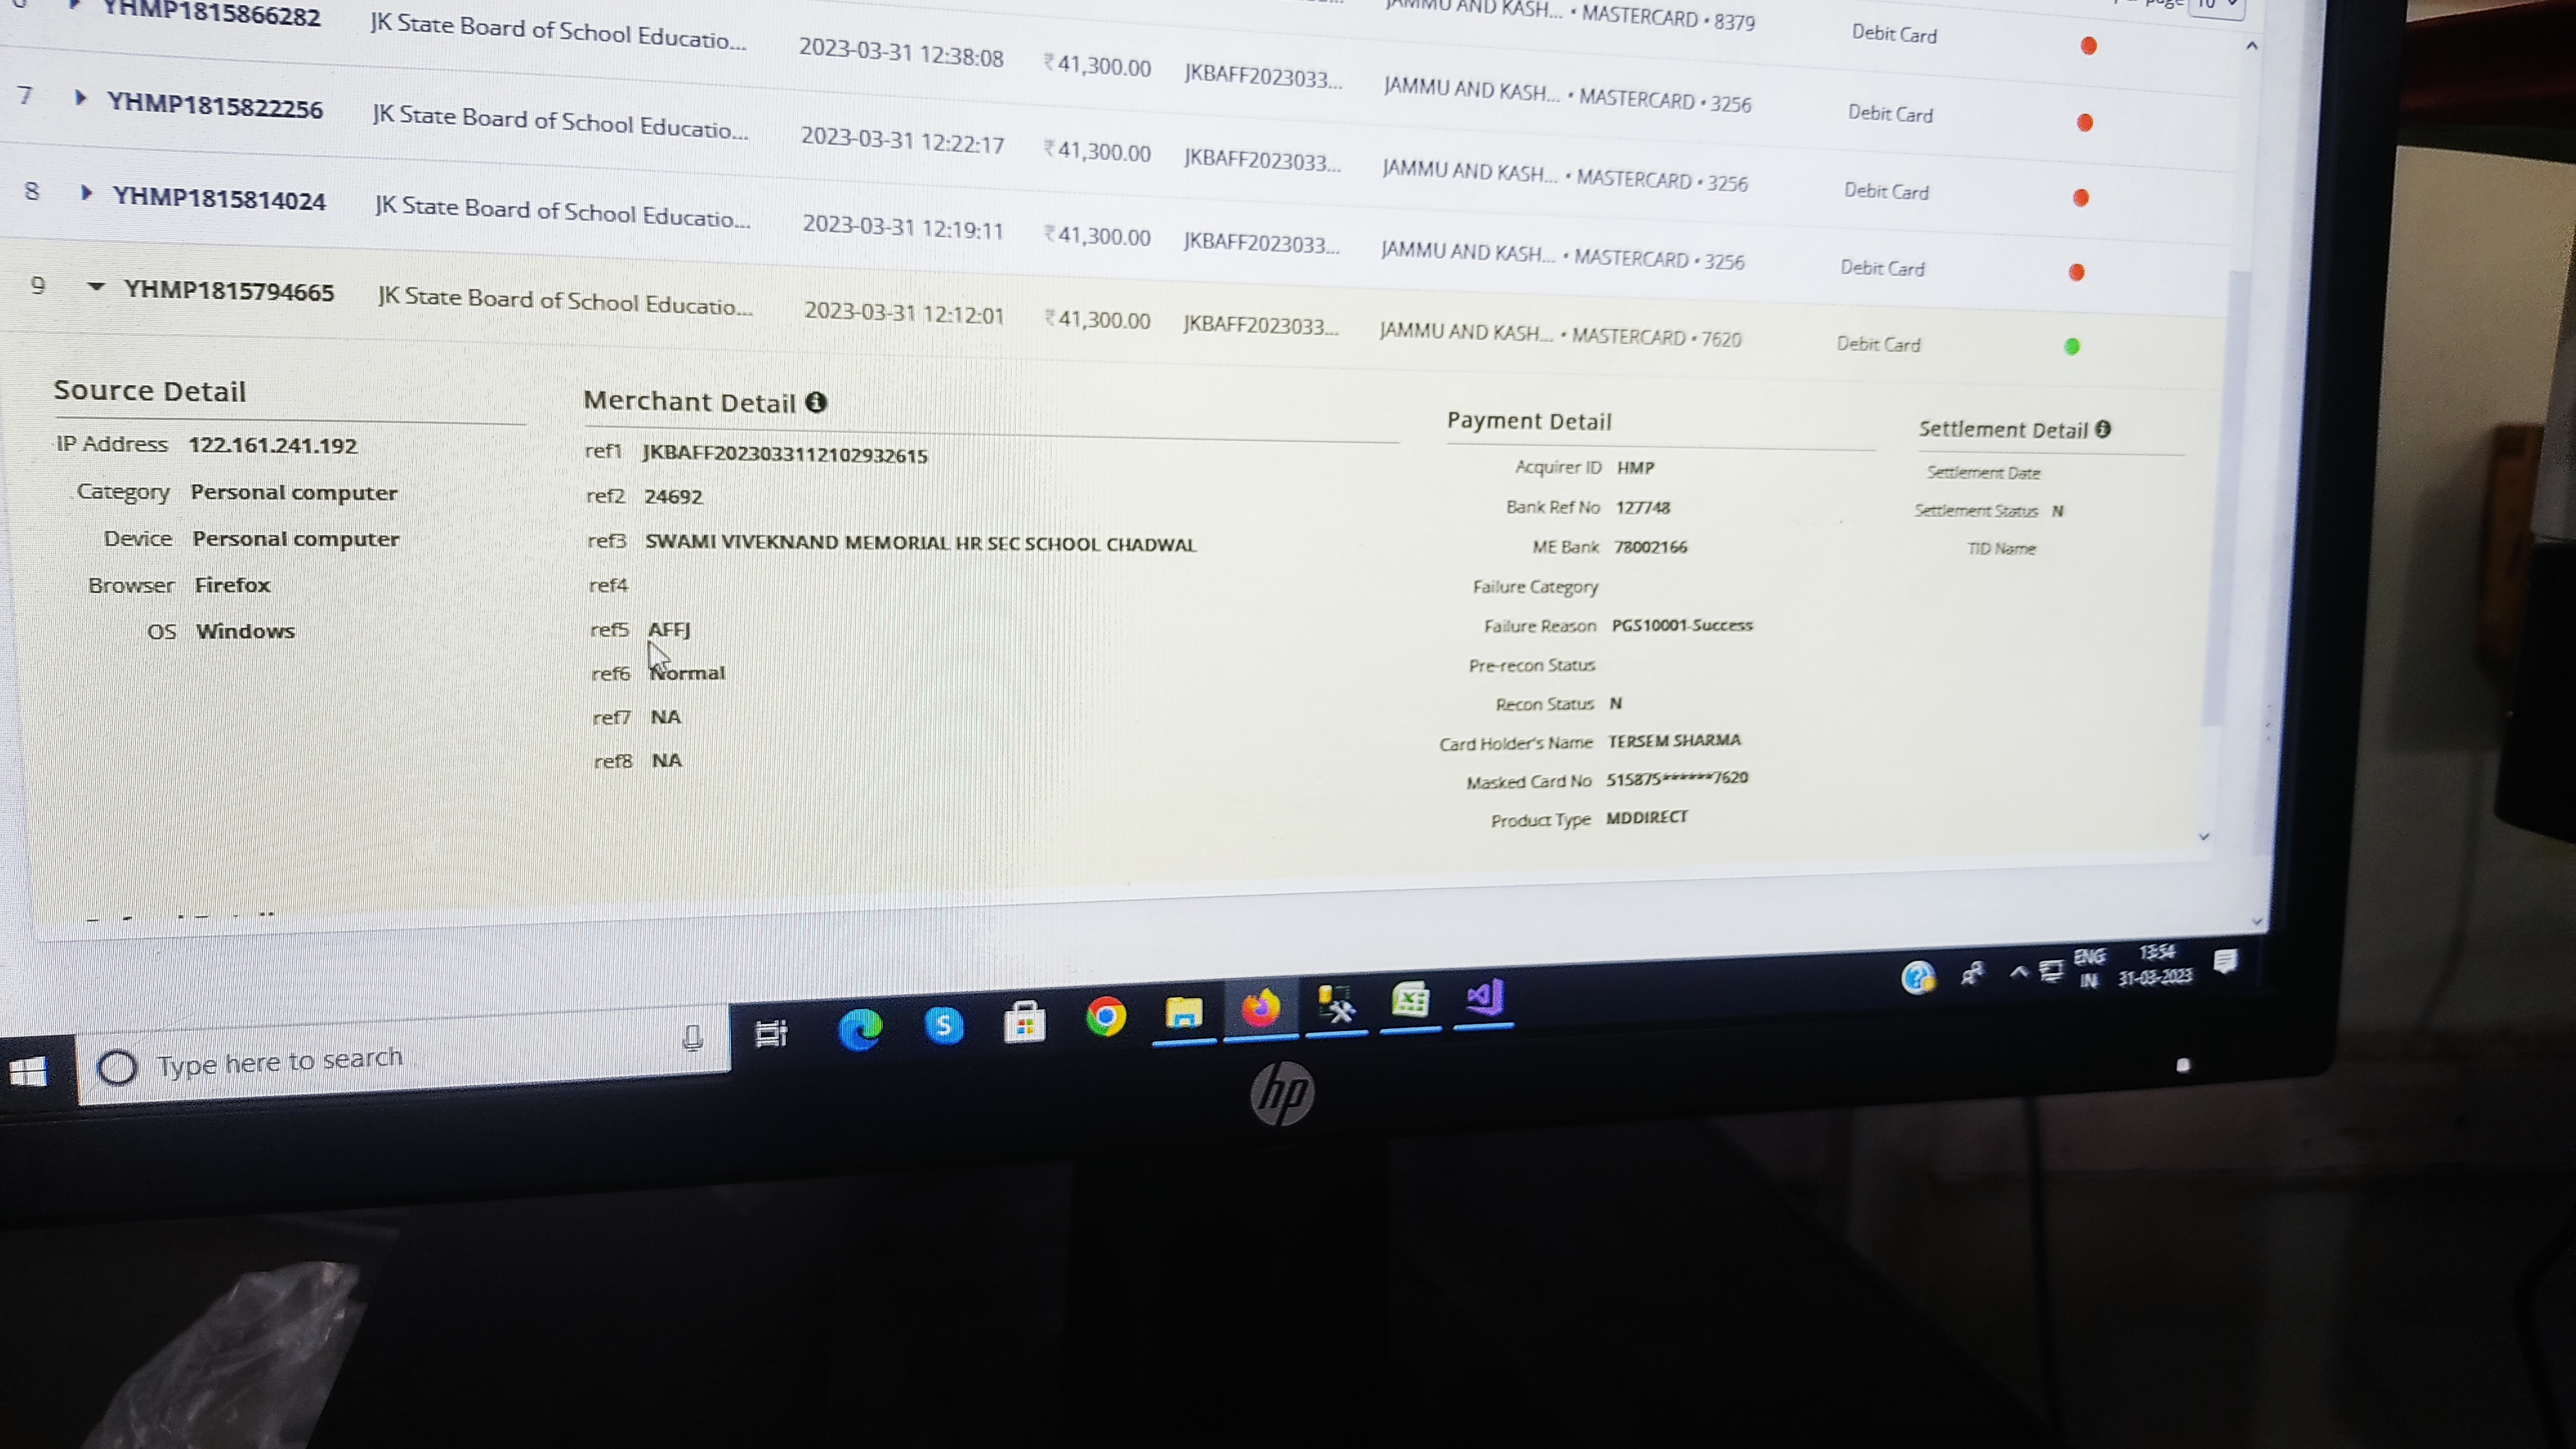 JAMMU AND KASH... • MASTERCARD • 8379 Debit Card
YHMP1815866282 JK State Board of School Educatio... 2023-03-31 12:38:08 ₹41,300.00 JKBAFF2023033... JAMMU AND KASH... • MASTERCARD • 3256 Debit Card
7 YHMP1815822256 JK State Board of School Educatio... 2023-03-31 12:22:17 ₹41,300.00 JKBAFF2023033... JAMMU AND KASH... • MASTERCARD • 3256 Debit Card
8 YHMP1815814024 JK State Board of School Educatio... 2023-03-31 12:19:11 ₹41,300.00 JKBAFF2023033... JAMMU AND KASH... • MASTERCARD • 3256 Debit Card
9 YHMP1815794665 JK State Board of School Educatio... 2023-03-31 12:12:01 ₹41,300.00 JKBAFF2023033... JAMMU AND KASH... • MASTERCARD • 7620 Debit Card
Source Detail
IP Address 122.161.241.192
Category Personal computer
Device Personal computer
Browser Firefox
OS Windows
Merchant Detail
ref1 JKBAFF2023033112102932615
ref2 24692
ref3 SWAMI VIVEKNAND MEMORIAL HR SEC SCHOOL CHADWAL
ref4
ref5 AFFJ
ref6 Normal
ref7 NA
ref8 NA
Payment Detail
Acquirer ID HMP
Bank Ref No 127748
ME Bank 78002166
Failure Category
Failure Reason PGS10001-Success
Pre-recon Status
Recon Status N
Card Holder's Name TERSEM SHARMA
Masked Card No 515875******7620
Product Type MDDIRECT
Settlement Detail
Settlement Date
Settlement Status N
TID Name
Type here to search
ENG
IN
13:54
31-03-2023
hp